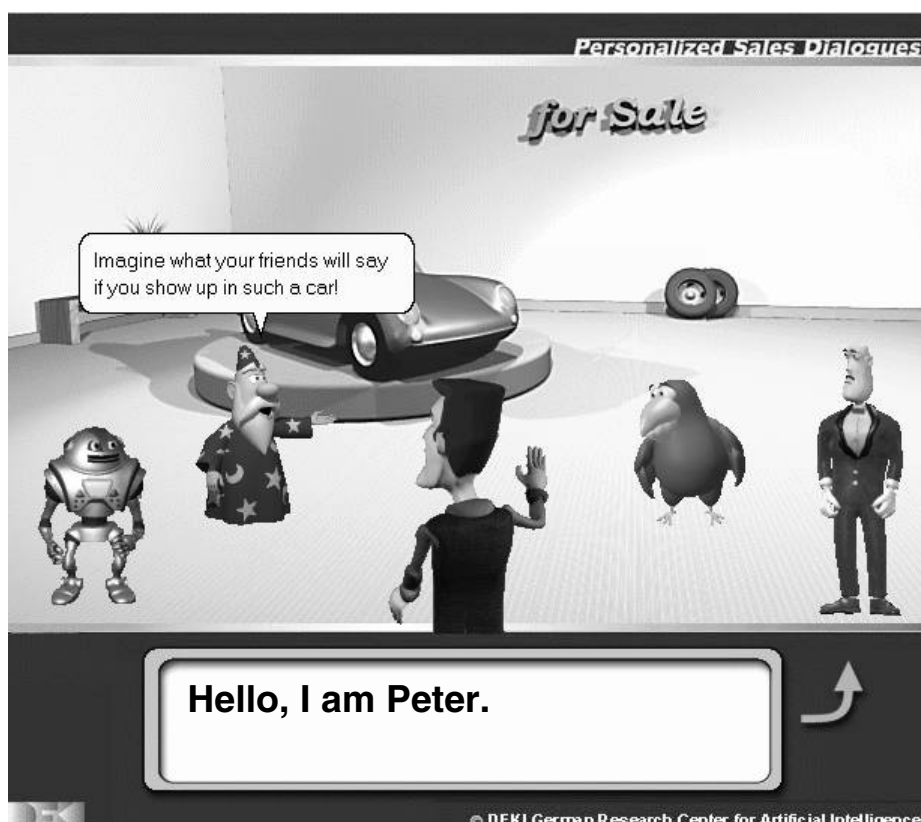 Personalized Sales Dialogues
for Sale
Imagine what your friends will say
if you show up in such a car!
Hello, I am Peter.
DFKI
© DFKI German Research Center for Artificial Intelligence